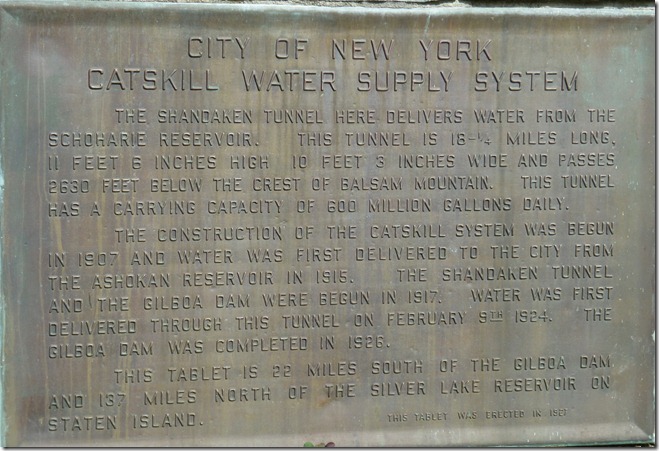 CITY OF NEW YORK
CATSKILL WATER SUPPLY SYSTEM
THE SHANDAKEN TUNNEL HERE DELIVERS WATER FROM THE
SCHOHARIE RESERVOIR. THIS TUNNEL IS 18-1/4 MILES LONG,
11 FEET 6 INCHES HIGH 10 FEET 3 INCHES WIDE AND PASSES
2630 FEET BELOW THE CREST OF BALSAM MOUNTAIN. THIS TUNNEL
HAS A CARRYING CAPACITY OF 600 MILLION GALLONS DAILY.
THE CONSTRUCTION OF THE CATSKILL SYSTEM WAS BEGUN
IN 1907 AND WATER WAS FIRST DELIVERED TO THE CITY FROM
THE ASHOKAN RESERVOIR IN 1915. THE SHANDAKEN TUNNEL
AND THE GILBOA DAM WERE BEGUN IN 1917. WATER WAS FIRST
DELIVERED THROUGH THIS TUNNEL ON FEBRUARY 9TH 1924. THE
GILBOA DAM WAS COMPLETED IN 1926.
THIS TABLET IS 22 MILES SOUTH OF THE GILBOA DAM
AND 137 MILES NORTH OF THE SILVER LAKE RESERVOIR ON
STATEN ISLAND.
THIS TABLET WAS ERECTED IN 1927